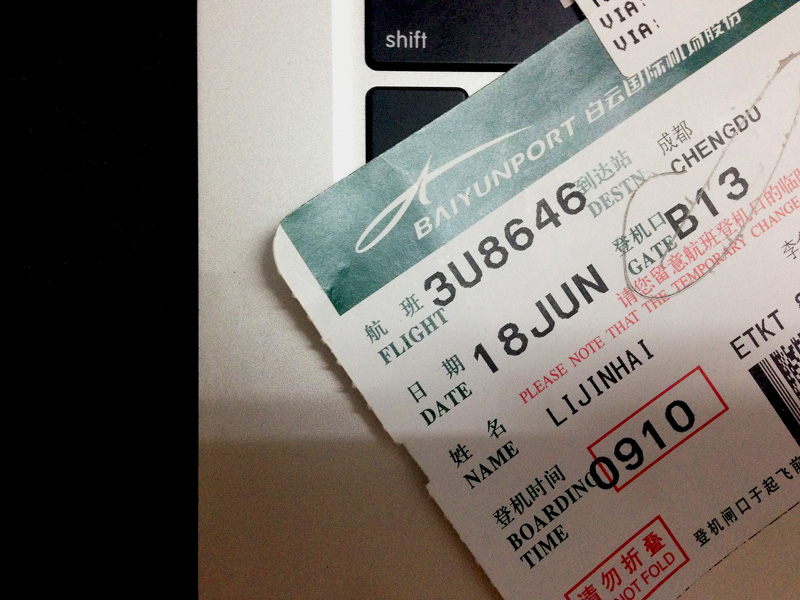 shift
VIA:
VIA:
BAIYUNPORT 白云国际机场股份
航班 FLIGHT 3U8646 到达站 DESTN 成都 CHENGDU
日期 DATE 18JUN 登机口 GATE B13
请您留意航班登机口的临
PLEASE NOTE THAT THE TEMPORARY CHANGE
姓名 NAME LIJINHAI
ETKT
登机时间 BOARDING TIME 0910
请勿折叠
NOT FOLD
登机闸口于起飞前